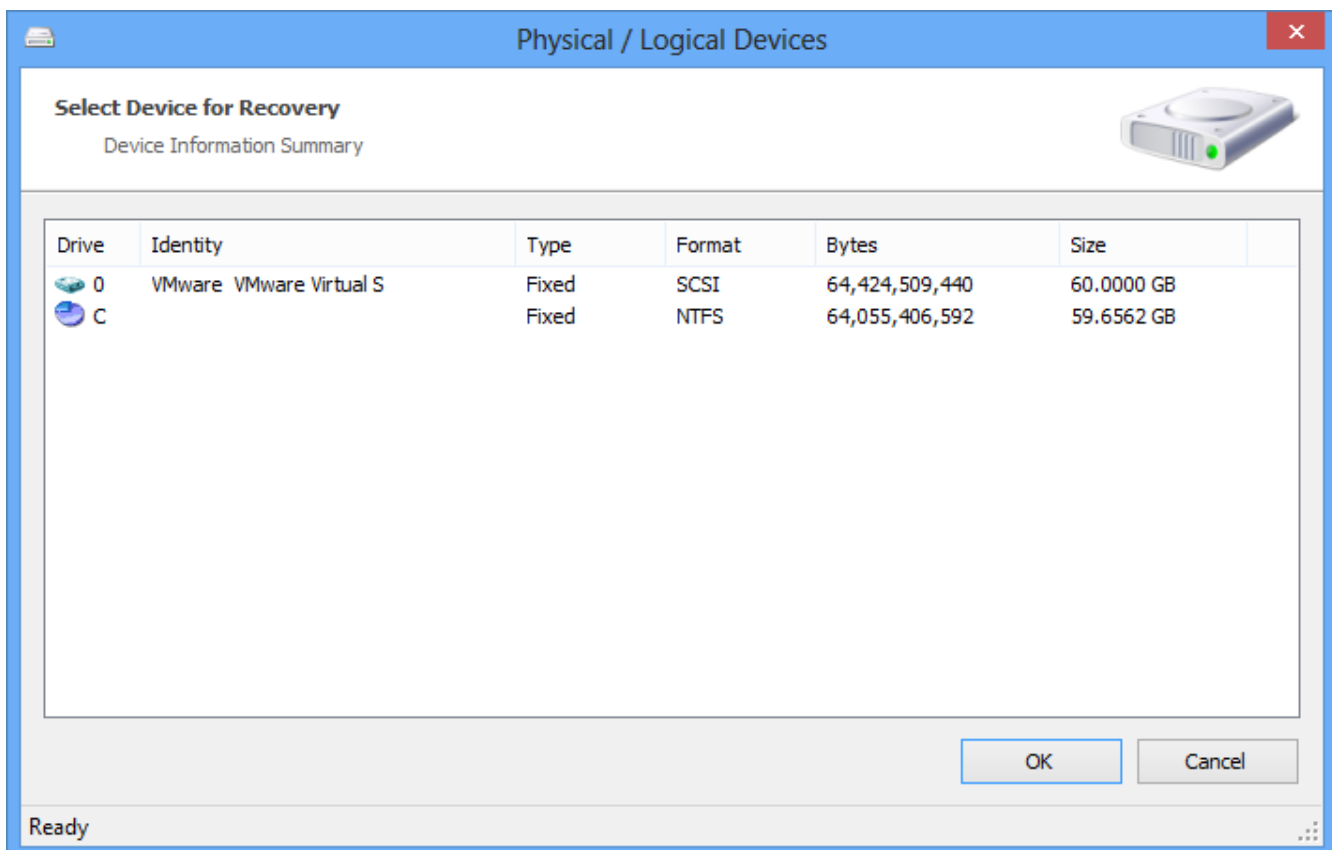 Physical / Logical Devices
Select Device for Recovery
Device Information Summary
Drive Identity Type Format Bytes Size
0 VMware VMware Virtual S Fixed SCSI 64,424,509,440 60.0000 GB
C Fixed NTFS 64,055,406,592 59.6562 GB
OK Cancel
Ready